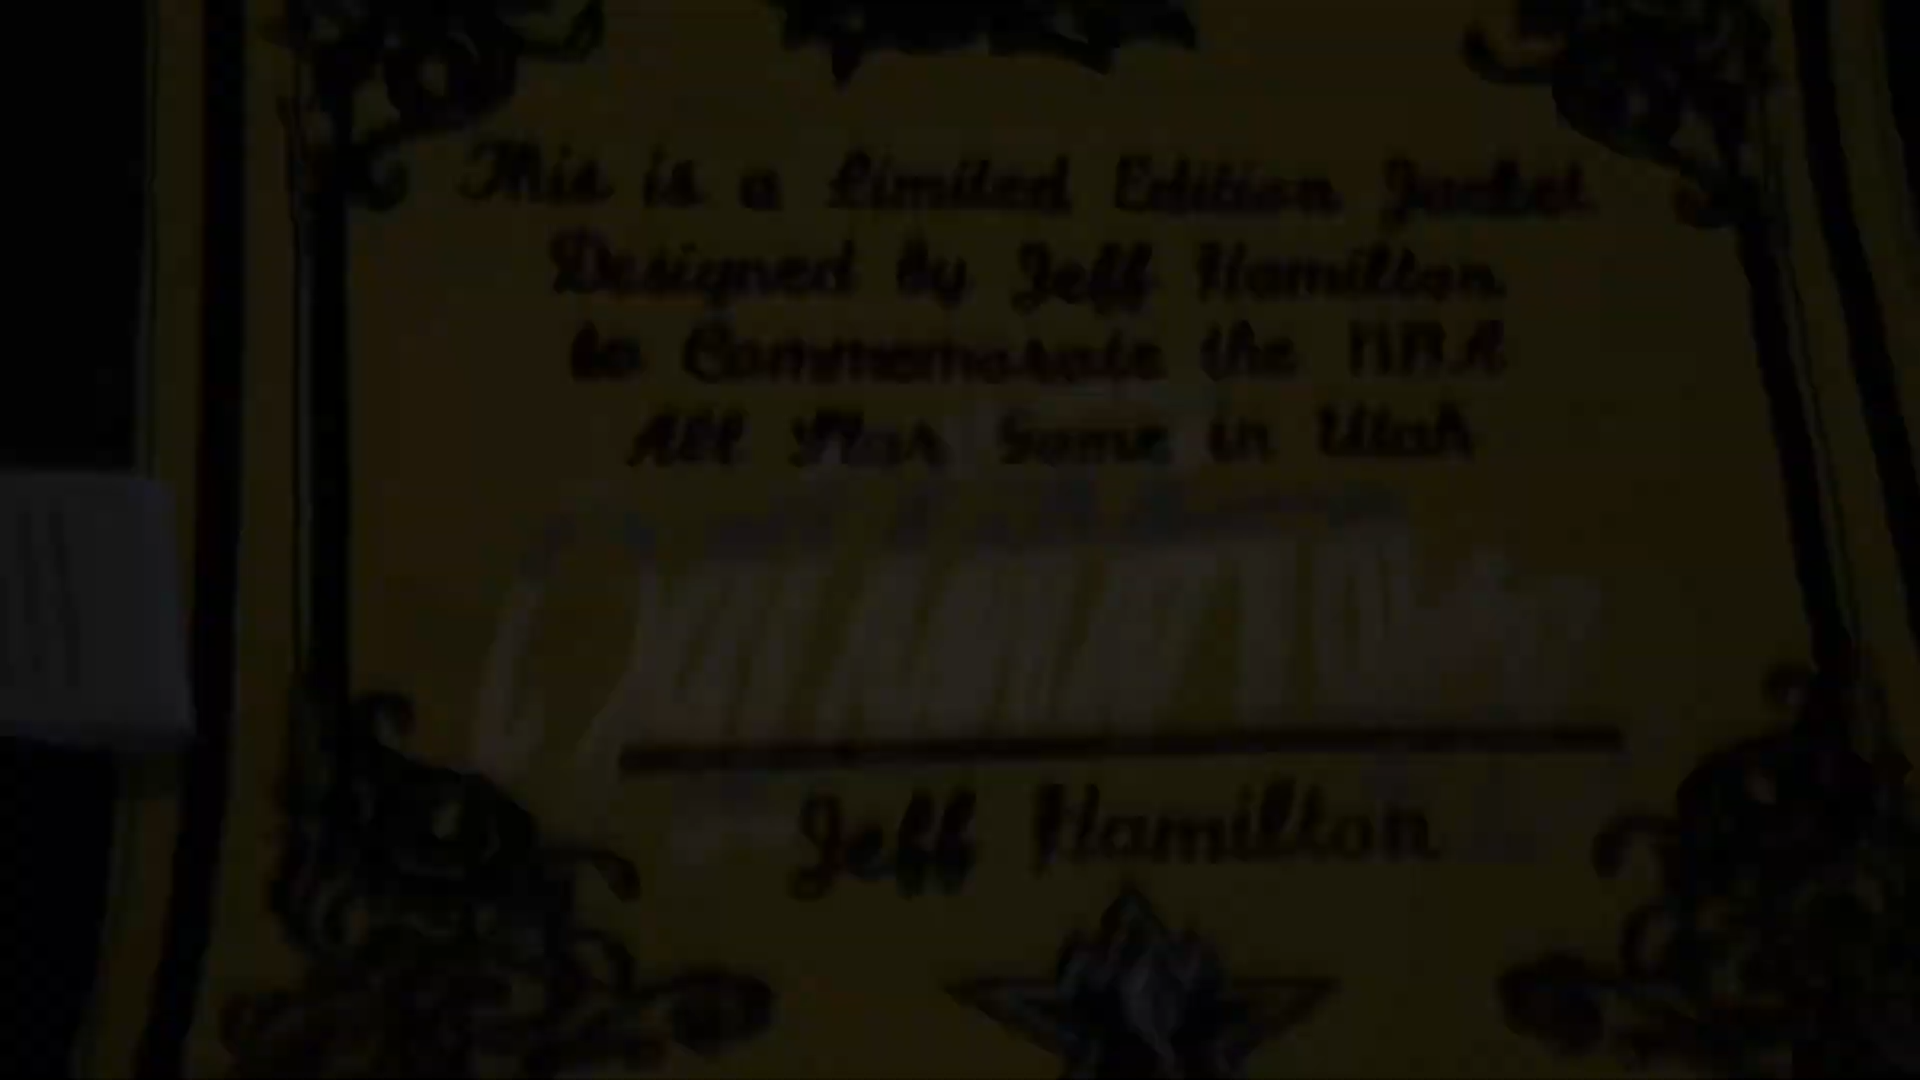 This is a Limited Edition Jacket
Designed by Jeff Hamilton
to Commemorate the NBA
All Star Game in Utah
Jeff Hamilton